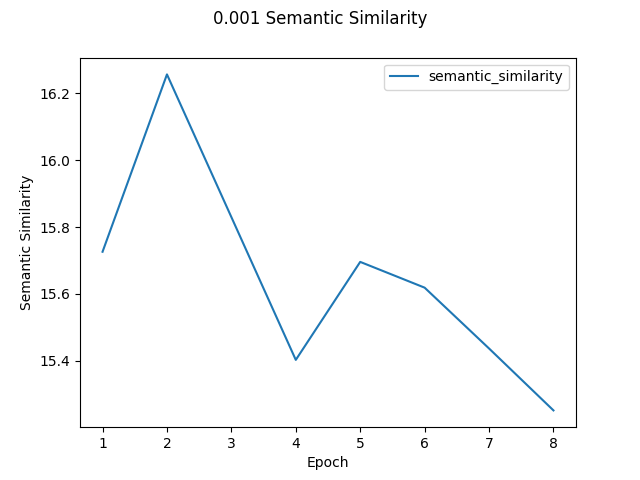 0.001 Semantic Similarity
semantic_similarity
16.2
16.0
15.8
15.6
15.4
Semantic Similarity
1 2 3 4 5 6 7 8
Epoch